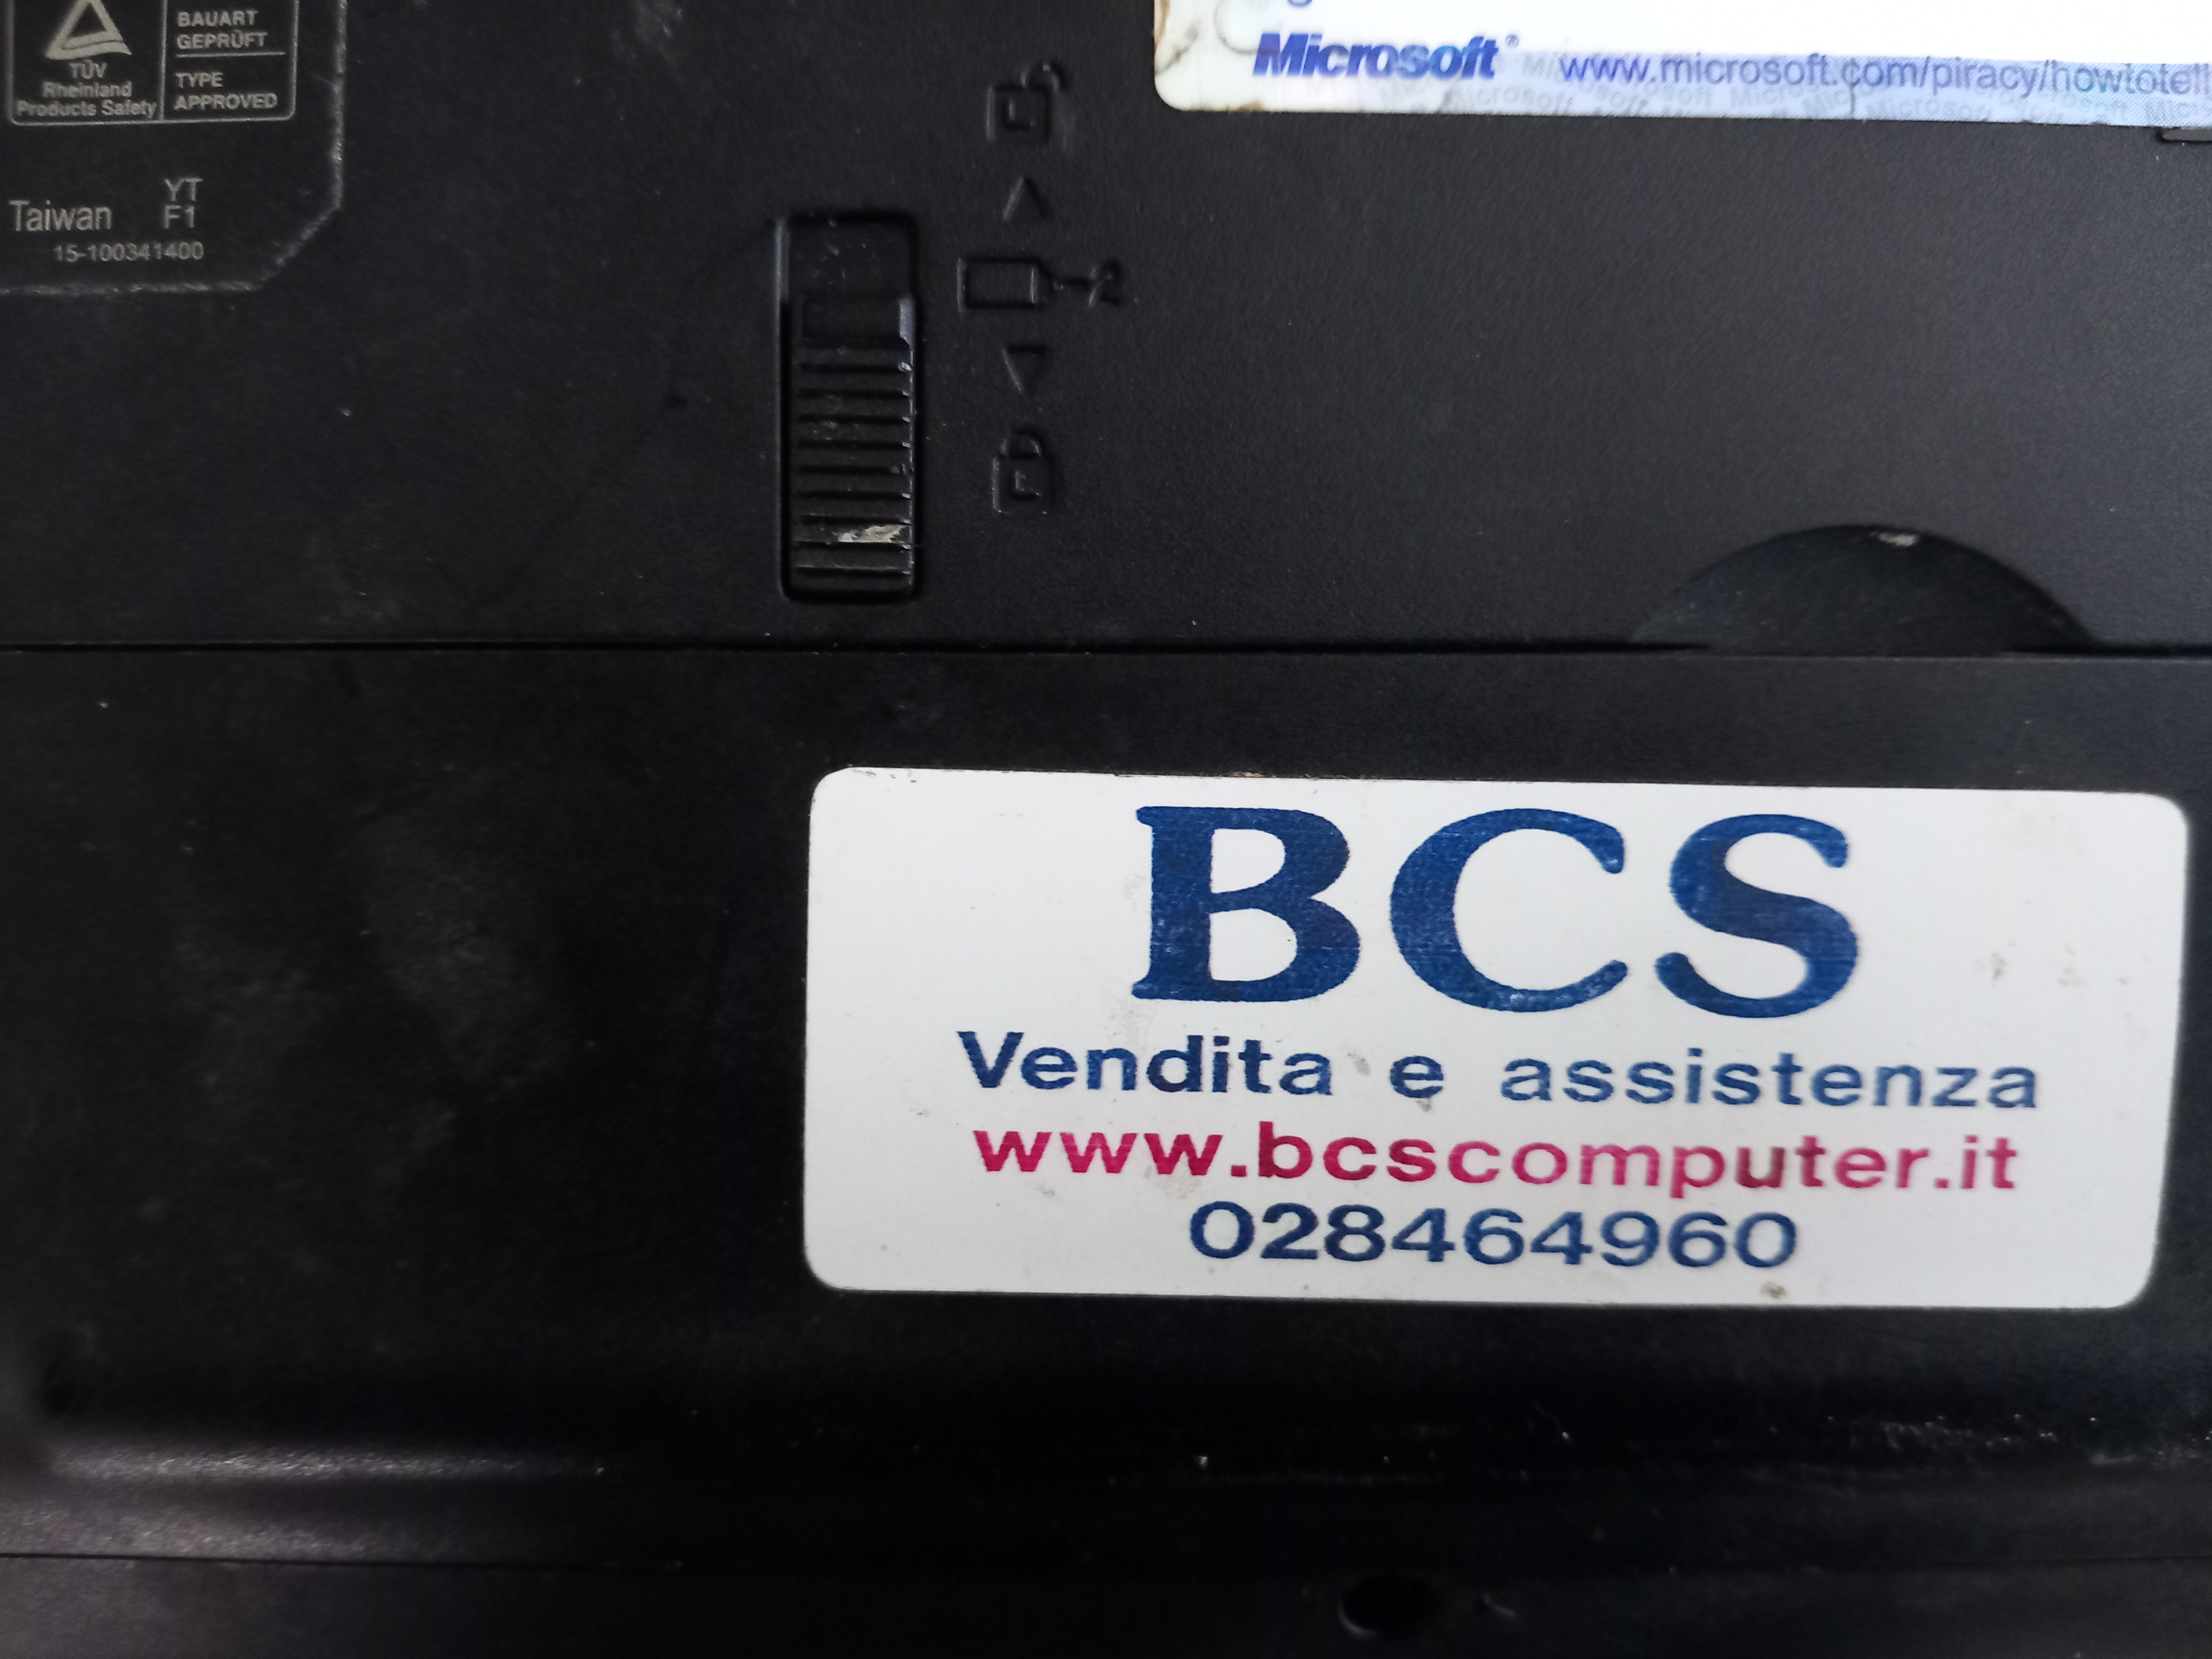 BAUART
GEPRÜFT
TÜV
Rheinland
Products Safety
TYPE
APPROVED
Taiwan
YT
F1
15-100341400
Microsoft® www.microsoft.com/piracy/howtotell
2
BCS
Vendita e assistenza
www.bcscomputer.it
028464960